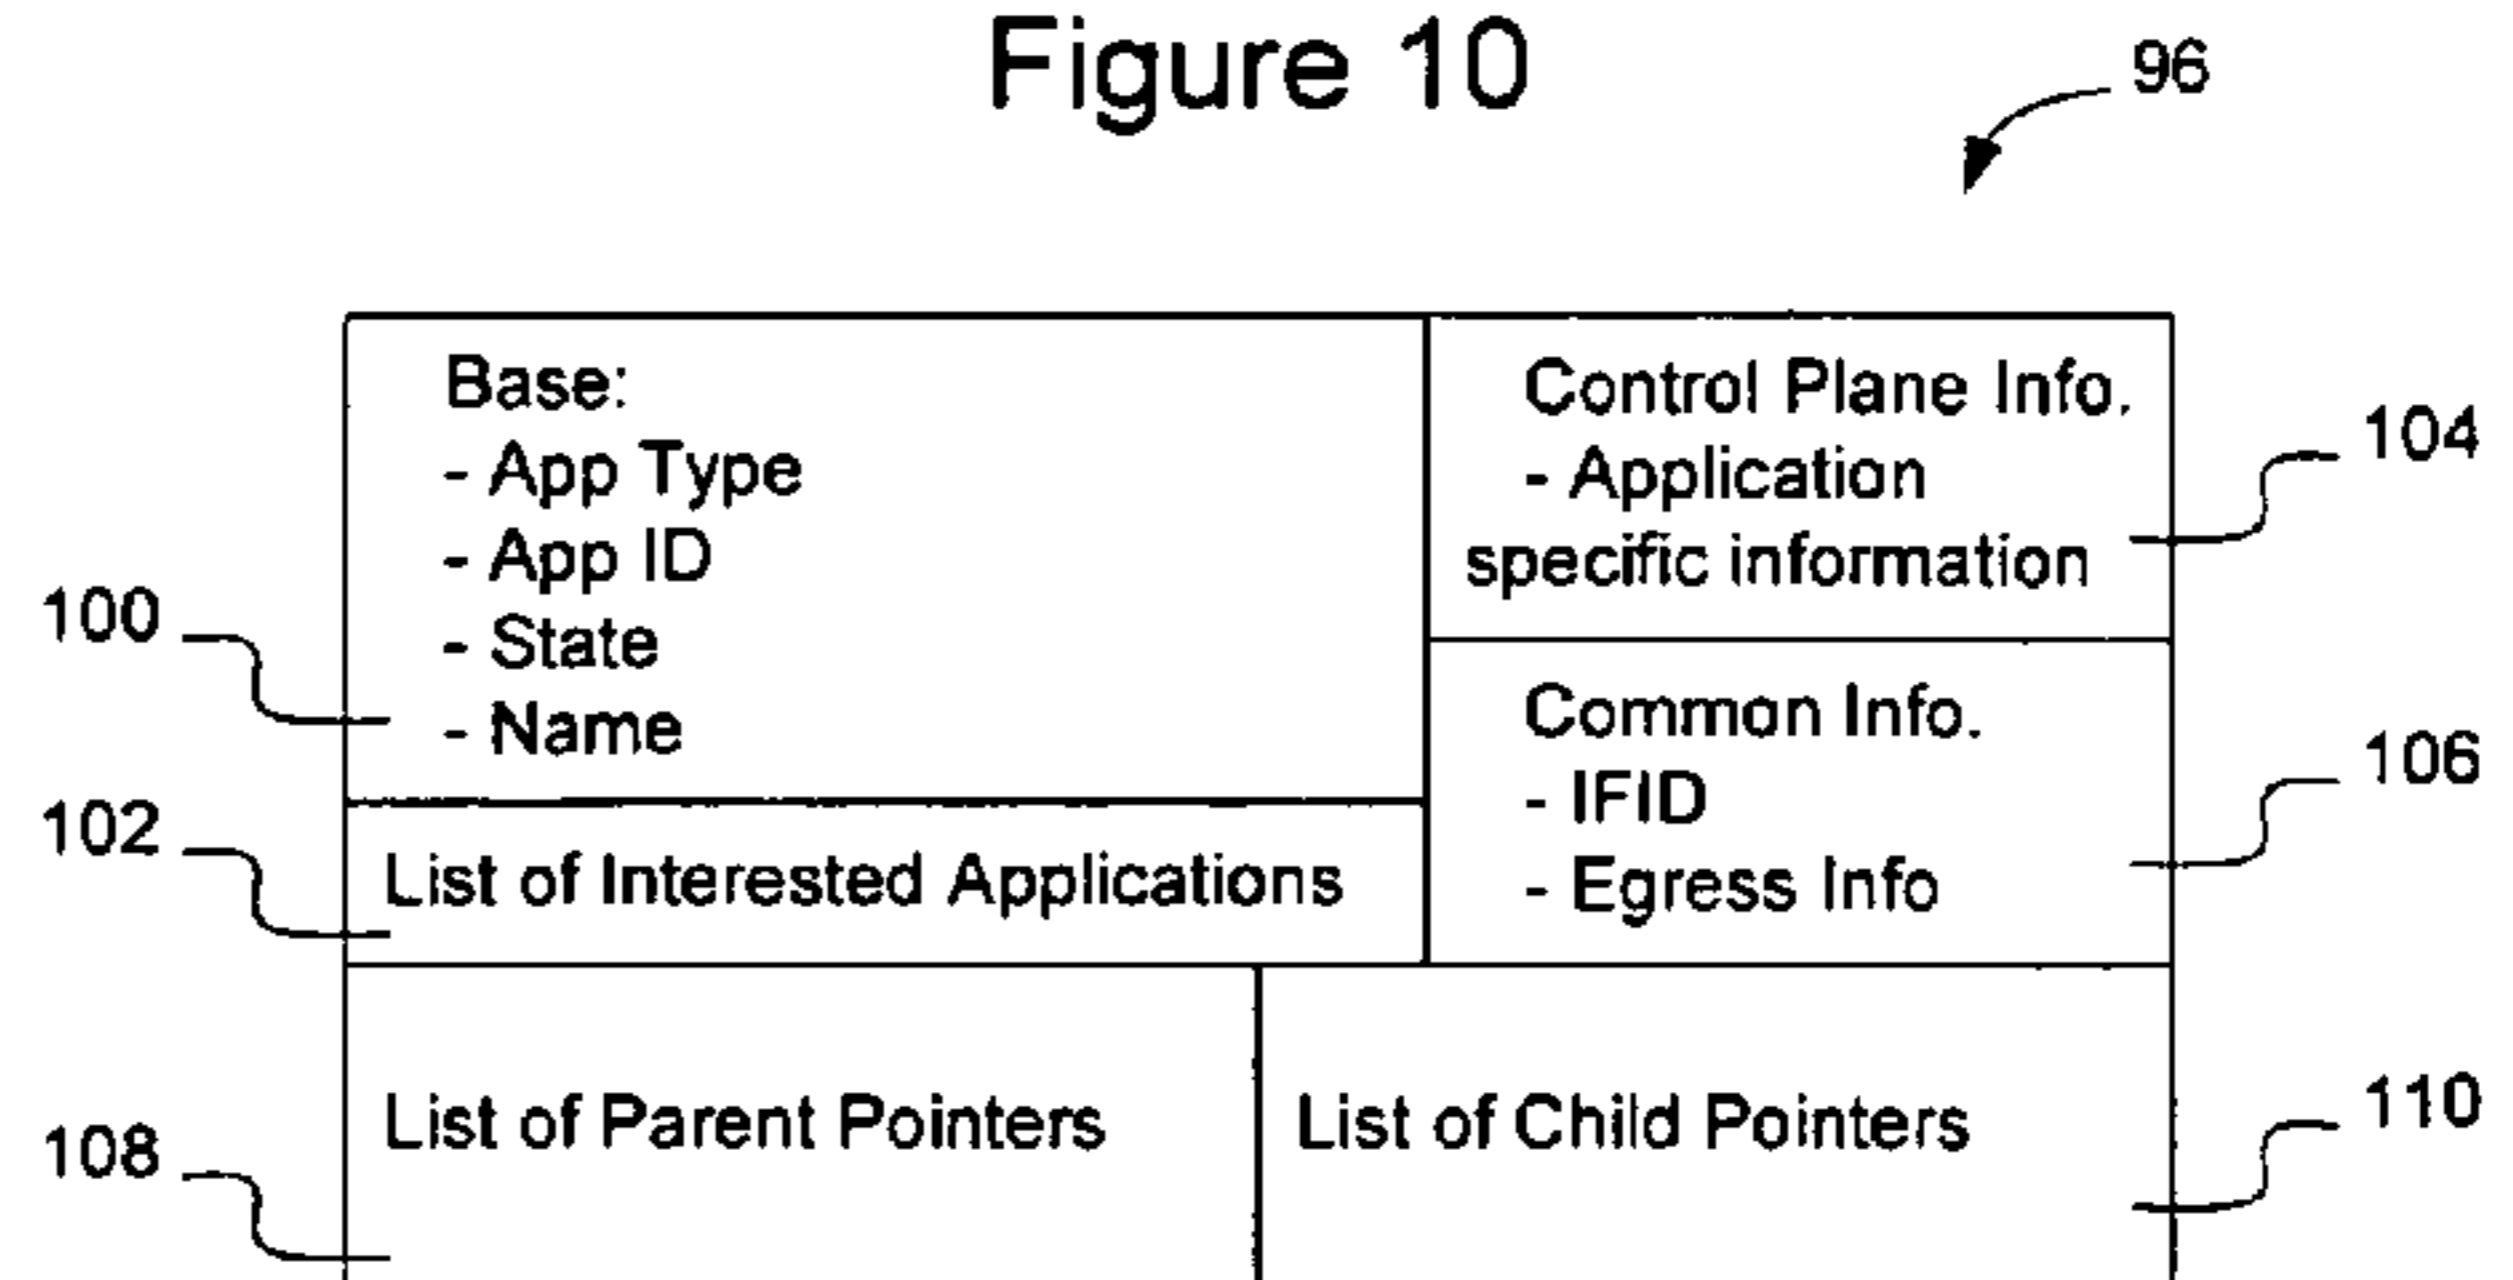 Figure 10
96
Base:
- App Type
- App ID
- State
- Name
100
Control Plane Info.
- Application
specific information
104
List of Interested Applications
102
Common Info.
- IFID
- Egress Info
106
List of Parent Pointers
108
List of Child Pointers
110